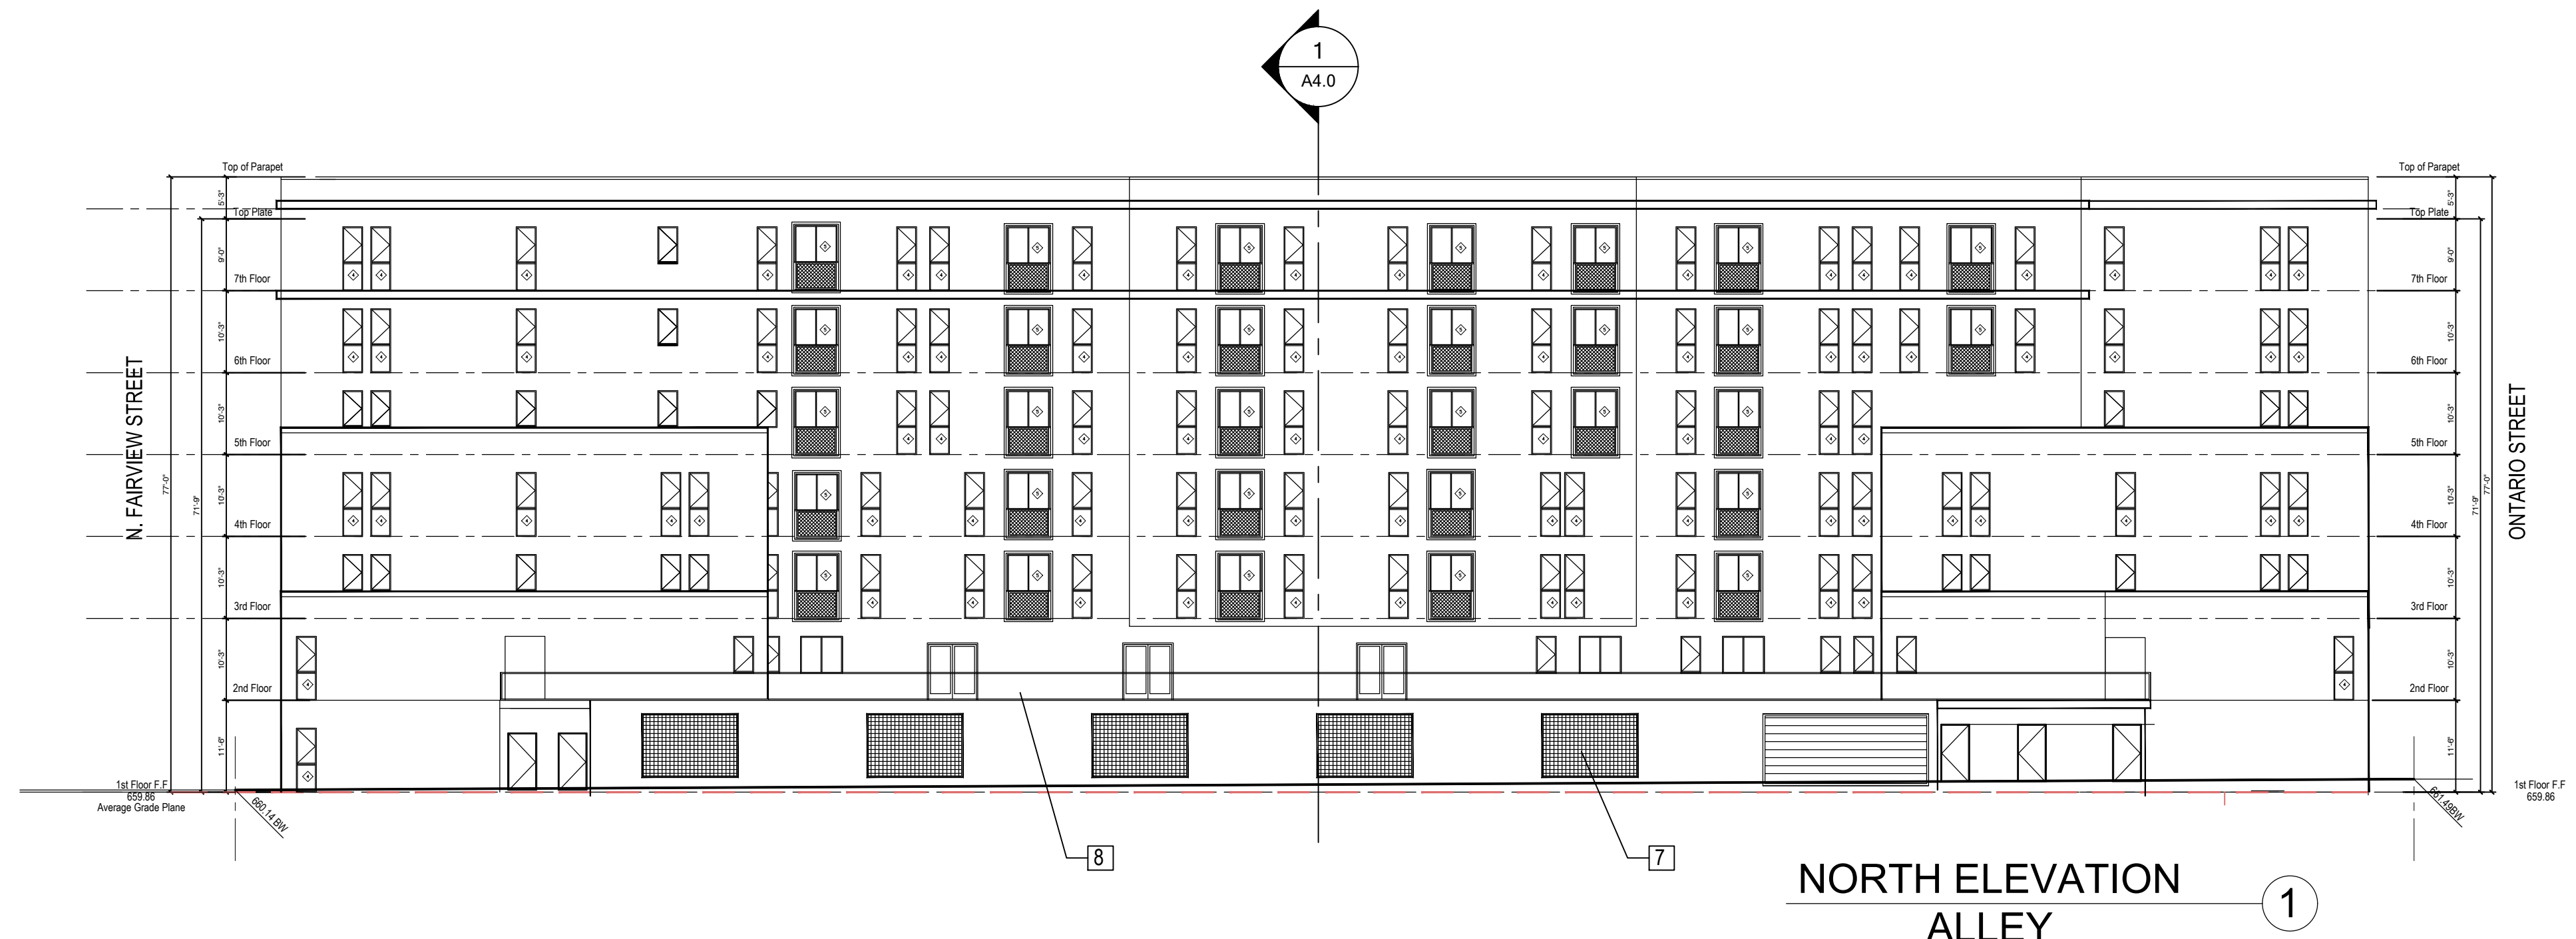 1
A4.0
Top of Parapet
Top of Parapet
5'-3"
5'-3"
Top Plate
Top Plate
9'-0"
9'-0"
7th Floor
7th Floor
10'-3"
10'-3"
6th Floor
6th Floor
10'-3"
10'-3"
5th Floor
5th Floor
10'-3"
10'-3"
4th Floor
4th Floor
10'-3"
10'-3"
3rd Floor
3rd Floor
10'-3"
10'-3"
2nd Floor
2nd Floor
11'-6"
11'-6"
N. FAIRVIEW STREET
77'-0"
71'-9"
71'-9"
77'-0"
ONTARIO STREET
1st Floor F.F
659.86
Average Grade Plane
660.14 BW
661.49BW
1st Floor F.F
659.86
8
7
NORTH ELEVATION
1
ALLEY